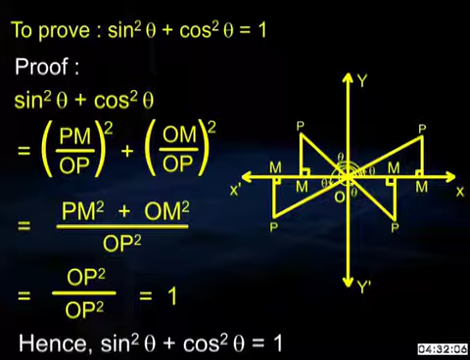 To prove : sin² θ + cos² θ = 1
Proof :
sin² θ + cos² θ
= (PM/OP)² + (OM/OP)²
= PM² + OM² / OP²
= OP² / OP² = 1
Hence, sin² θ + cos² θ = 1
Y
P
P
θ
M
M
θ
X'
θ
M
M
X
O
θ
P
P
Y'
04:32:06